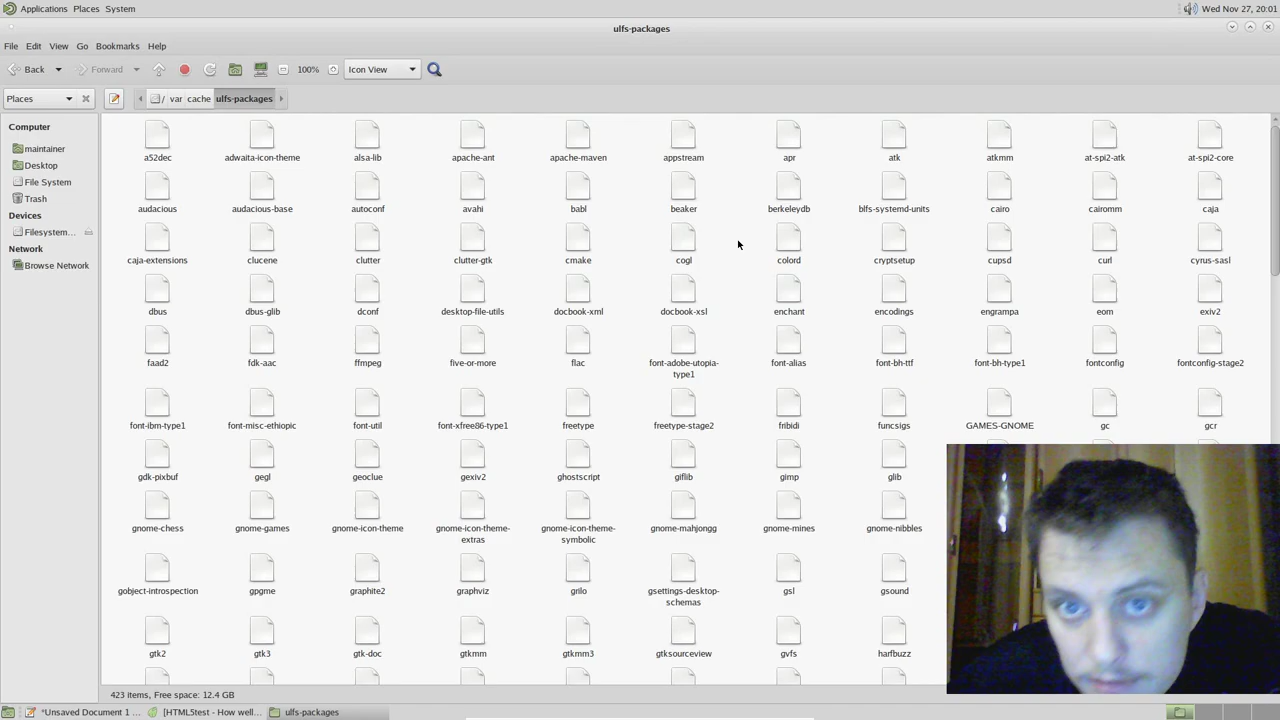 Applications Places System Wed Nov 27, 20:01
ulfs-packages
File Edit View Go Bookmarks Help
Back Forward 100% Icon View
Places / var cache ulfs-packages
Computer
maintainer
Desktop
File System
Trash
Devices
Filesystem...
Network
Browse Network
a52dec adwaita-icon-theme alsa-lib apache-ant apache-maven appstream apr atk atkmm at-spi2-atk at-spi2-core
audacious audacious-base autoconf avahi babl beaker berkeleydb blfs-systemd-units cairo cairomm caja
caja-extensions clucene clutter clutter-gtk cmake cogl colord cryptsetup cupsd curl cyrus-sasl
dbus dbus-glib dconf desktop-file-utils docbook-xml docbook-xsl enchant encodings engrampa eom exiv2
faad2 fdk-aac ffmpeg five-or-more flac font-adobe-utopia- font-alias font-bh-ttf font-bh-type1 fontconfig fontconfig-stage2
type1
font-ibm-type1 font-misc-ethiopic font-util font-xfree86-type1 freetype freetype-stage2 fribidi funcsigs GAMES-GNOME gc gcr
gdk-pixbuf gegl geoclue gexiv2 ghostscript giflib gimp glib
gnome-chess gnome-games gnome-icon-theme gnome-icon-theme- gnome-icon-theme- gnome-mahjongg gnome-mines gnome-nibbles
extras symbolic
gobject-introspection gpgme graphite2 graphviz grilo gsettings-desktop- gsl gsound
schemas
gtk2 gtk3 gtk-doc gtkmm gtkmm3 gtksourceview gvfs harfbuzz
423 items, Free space: 12.4 GB
*Unsaved Document 1 ... [HTML5test - How well... ulfs-packages